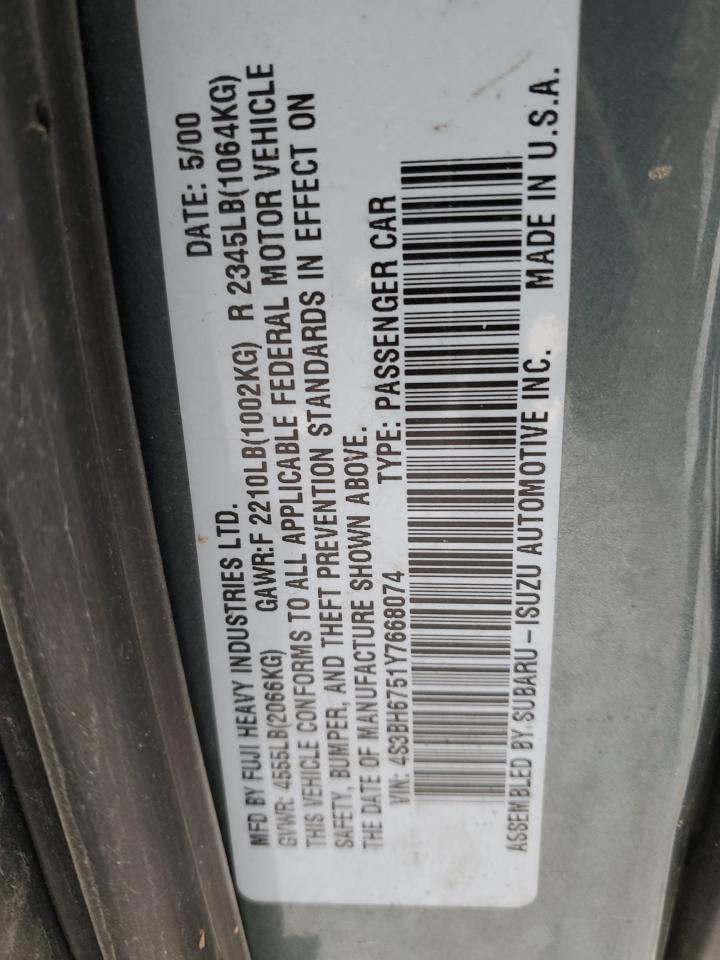 MFD BY FUJI HEAVY INDUSTRIES LTD. DATE: 5/00
GVWR: 4555LB(2066KG) GAWR:F 2210LB(1002KG) R 2345LB(1064KG)
THIS VEHICLE CONFORMS TO ALL APPLICABLE FEDERAL MOTOR VEHICLE
SAFETY, BUMPER, AND THEFT PREVENTION STANDARDS IN EFFECT ON
THE DATE OF MANUFACTURE SHOWN ABOVE.
VIN: 4S3BH6751Y7668074 TYPE: PASSENGER CAR
ASSEMBLED BY SUBARU-ISUZU AUTOMOTIVE INC. MADE IN U.S.A.